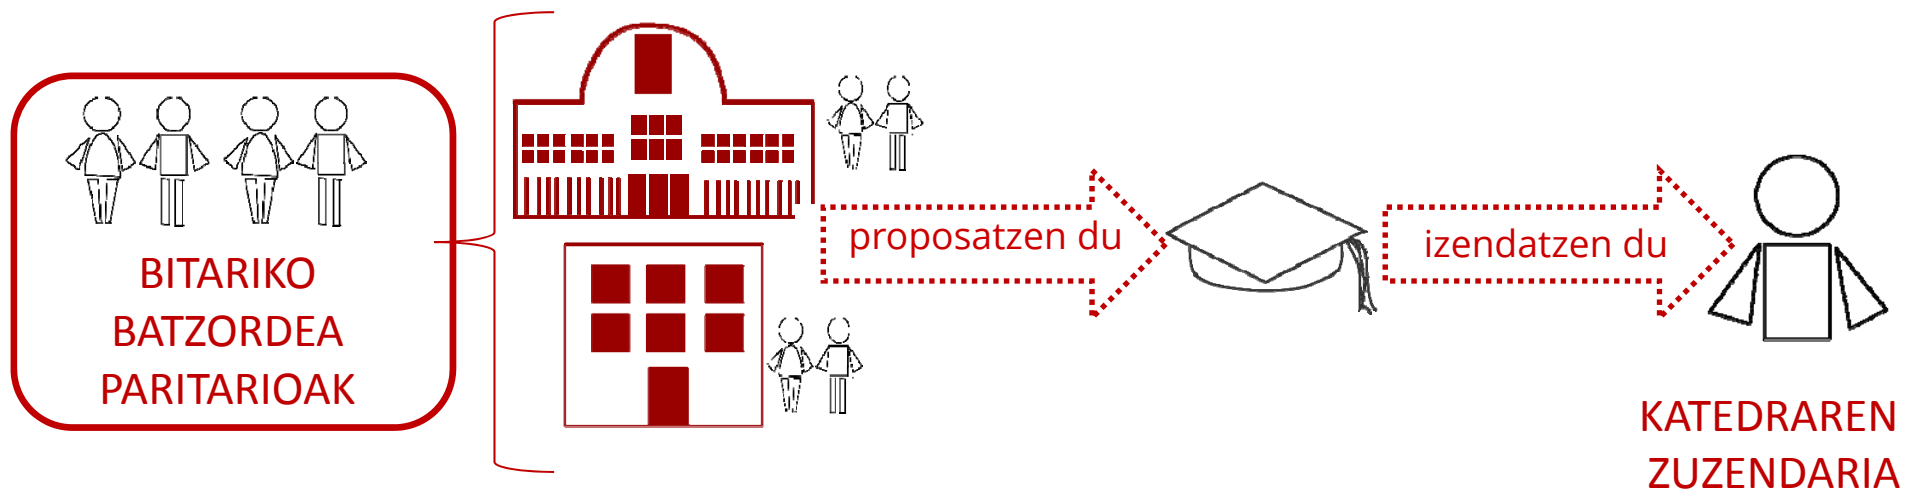 BITARIKO
BATZORDEA
PARITARIOAK
proposatzen du
izendatzen du
KATEDRAREN
ZUZENDARIA